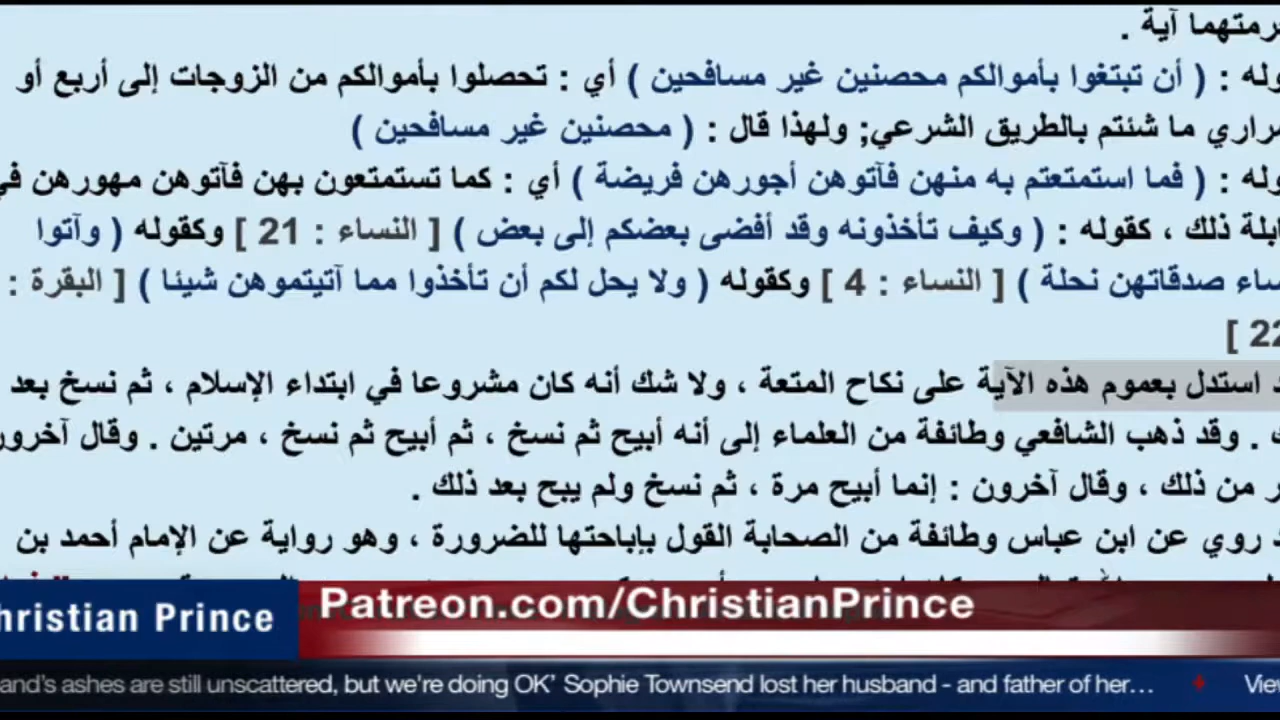 آية .
( أن تبتغوا بأموالكم محصنين غير مسافحين ) أي : تحصلوا بأموالكم من الزوجات إلى أربع أو
ما شئتم بالطريق الشرعي; ولهذا قال : ( محصنين غير مسافحين )
( فما استمتعتم به منهن فآتوهن أجورهن فريضة ) أي : كما تستمتعون بهن فآتوهن مهورهن في
ذلك ، كقوله : ( وكيف تأخذونه وقد أفضى بعضكم إلى بعض ) [ النساء : 21 ] وكقوله ( وآتوا
صدقاتهن نحلة ) [ النساء : 4 ] وكقوله ( ولا يحل لكم أن تأخذوا مما آتيتموهن شيئا ) [ البقرة :
22 ]
استدل بعموم هذه الآية على نكاح المتعة ، ولا شك أنه كان مشروعا في ابتداء الإسلام ، ثم نسخ بعد
. وقد ذهب الشافعي وطائفة من العلماء إلى أنه أبيح ثم نسخ ، ثم أبيح ثم نسخ ، مرتين . وقال آخرون
من ذلك ، وقال آخرون : إنما أبيح مرة ، ثم نسخ ولم يبح بعد ذلك .
روي عن ابن عباس وطائفة من الصحابة القول بإباحتها للضرورة ، وهو رواية عن الإمام أحمد بن
hristian Prince
Patreon.com/ChristianPrince
and's ashes are still unscattered, but we're doing OK' Sophie Townsend lost her husband - and father of her… Vie